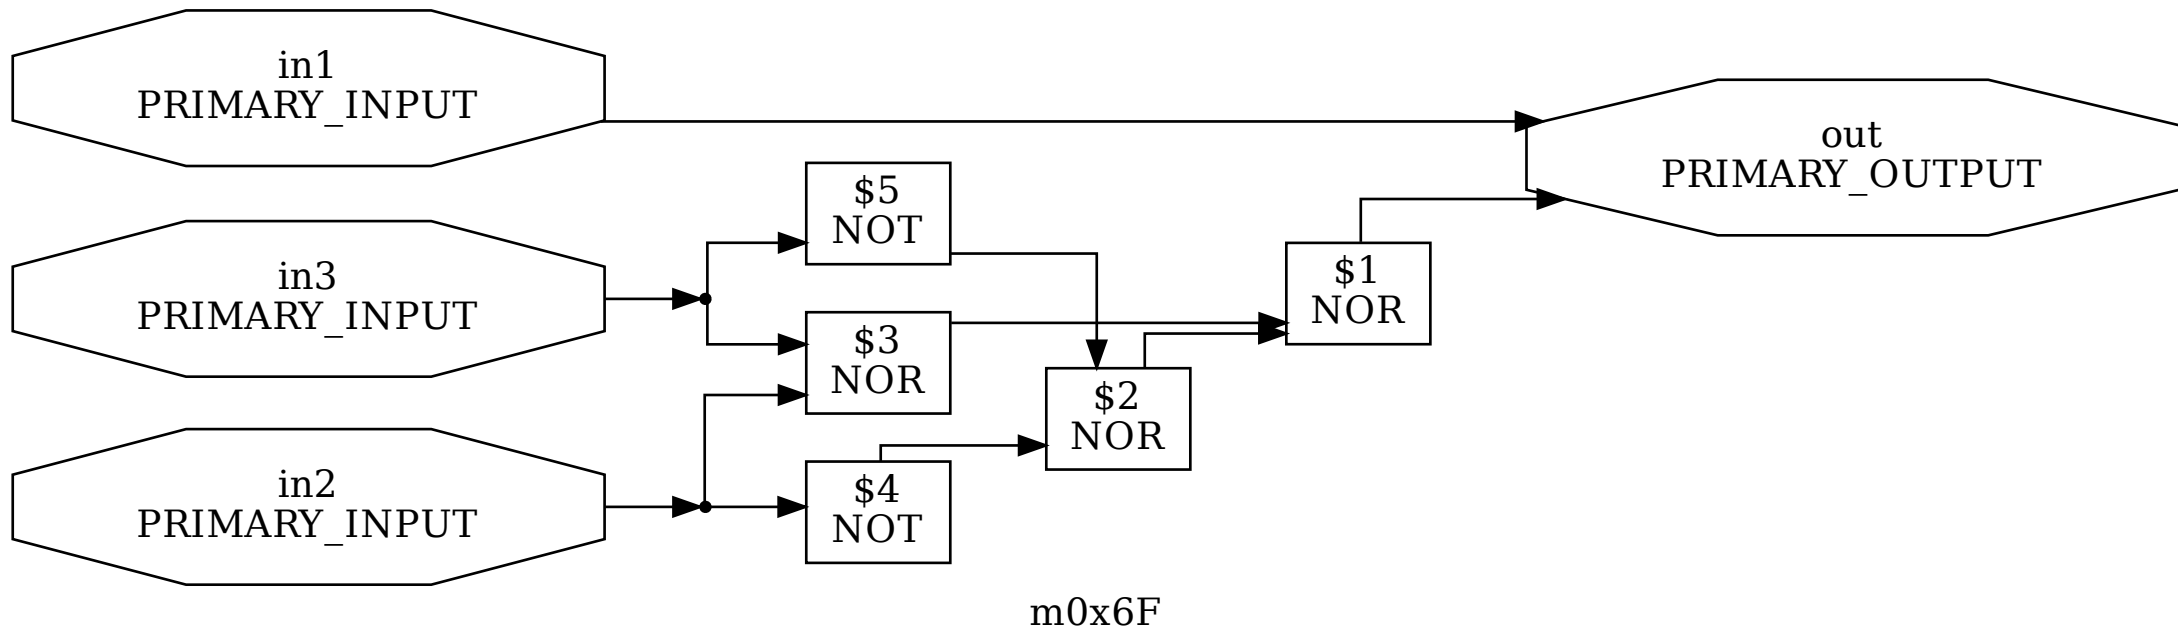 in1
PRIMARY_INPUT
out
PRIMARY_OUTPUT
$5
NOT
in3
PRIMARY_INPUT
$1
NOR
$3
NOR
$2
NOR
in2
PRIMARY_INPUT
$4
NOT
m0x6F